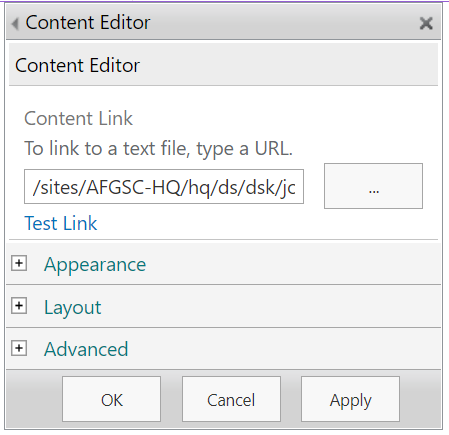 Content Editor
Content Editor
Content Link
To link to a text file, type a URL.
/sites/AFGSC-HQ/hq/ds/dsk/jc
...
Test Link
Appearance
Layout
Advanced
OK Cancel Apply